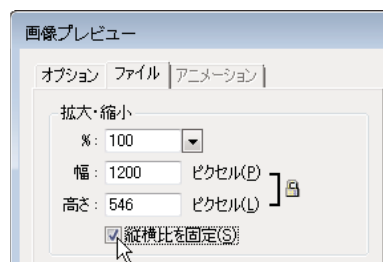 画像プレビュー
オプション ファイル アニメーション
拡大・縮小
%: 100
幅: 1200 ピクセル(P)
高さ: 546 ピクセル(L)
縦横比を固定(S)